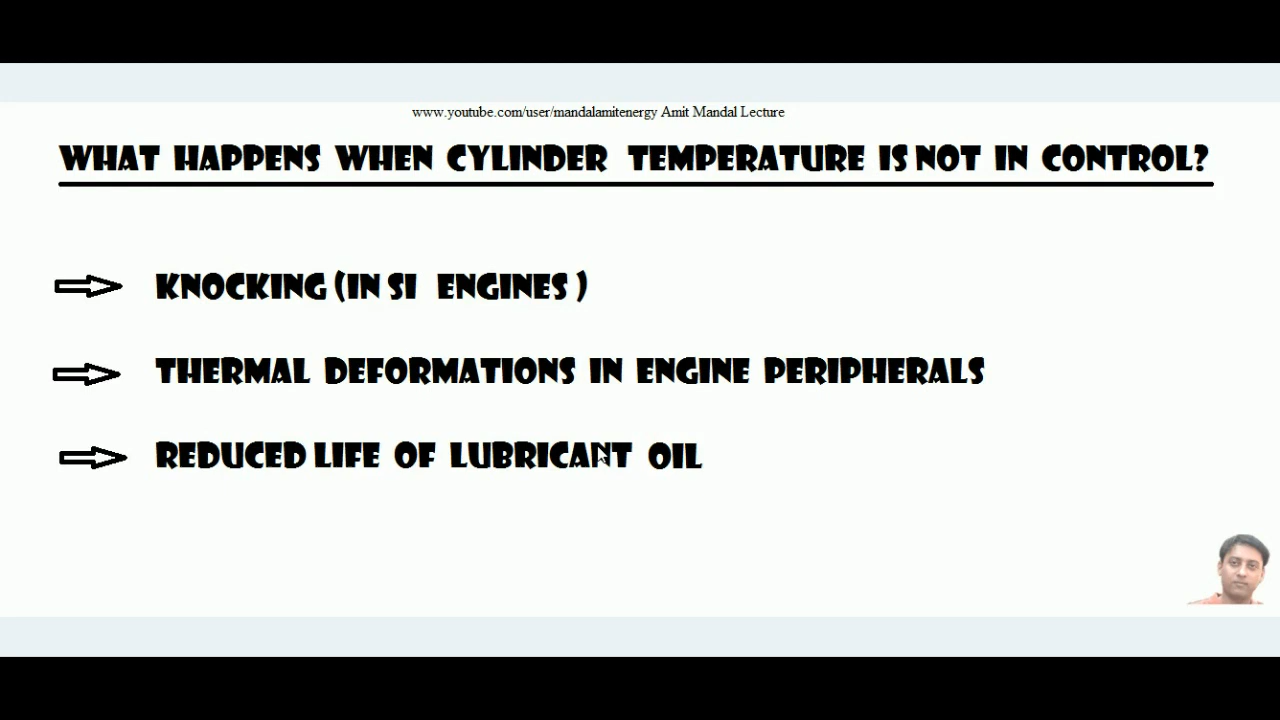 www.youtube.com/user/mandalamitenergy Amit Mandal Lecture
WHAT HAPPENS WHEN CYLINDER TEMPERATURE IS NOT IN CONTROL?
KNOCKING (IN SI ENGINES )
THERMAL DEFORMATIONS IN ENGINE PERIPHERALS
REDUCED LIFE OF LUBRICANT OIL